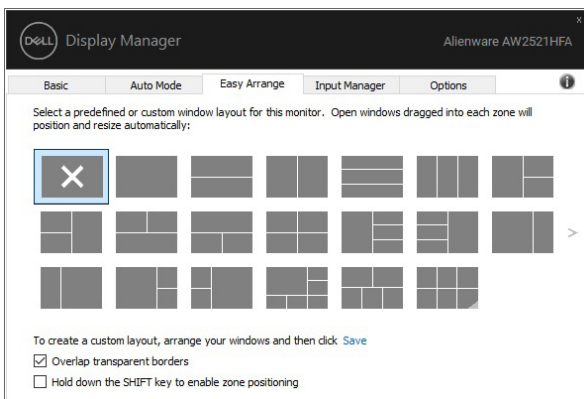 DELL Display Manager Alienware AW2521HFA
Basic Auto Mode Easy Arrange Input Manager Options
Select a predefined or custom window layout for this monitor. Open windows dragged into each zone will
position and resize automatically:
To create a custom layout, arrange your windows and then click Save
Overlap transparent borders
Hold down the SHIFT key to enable zone positioning